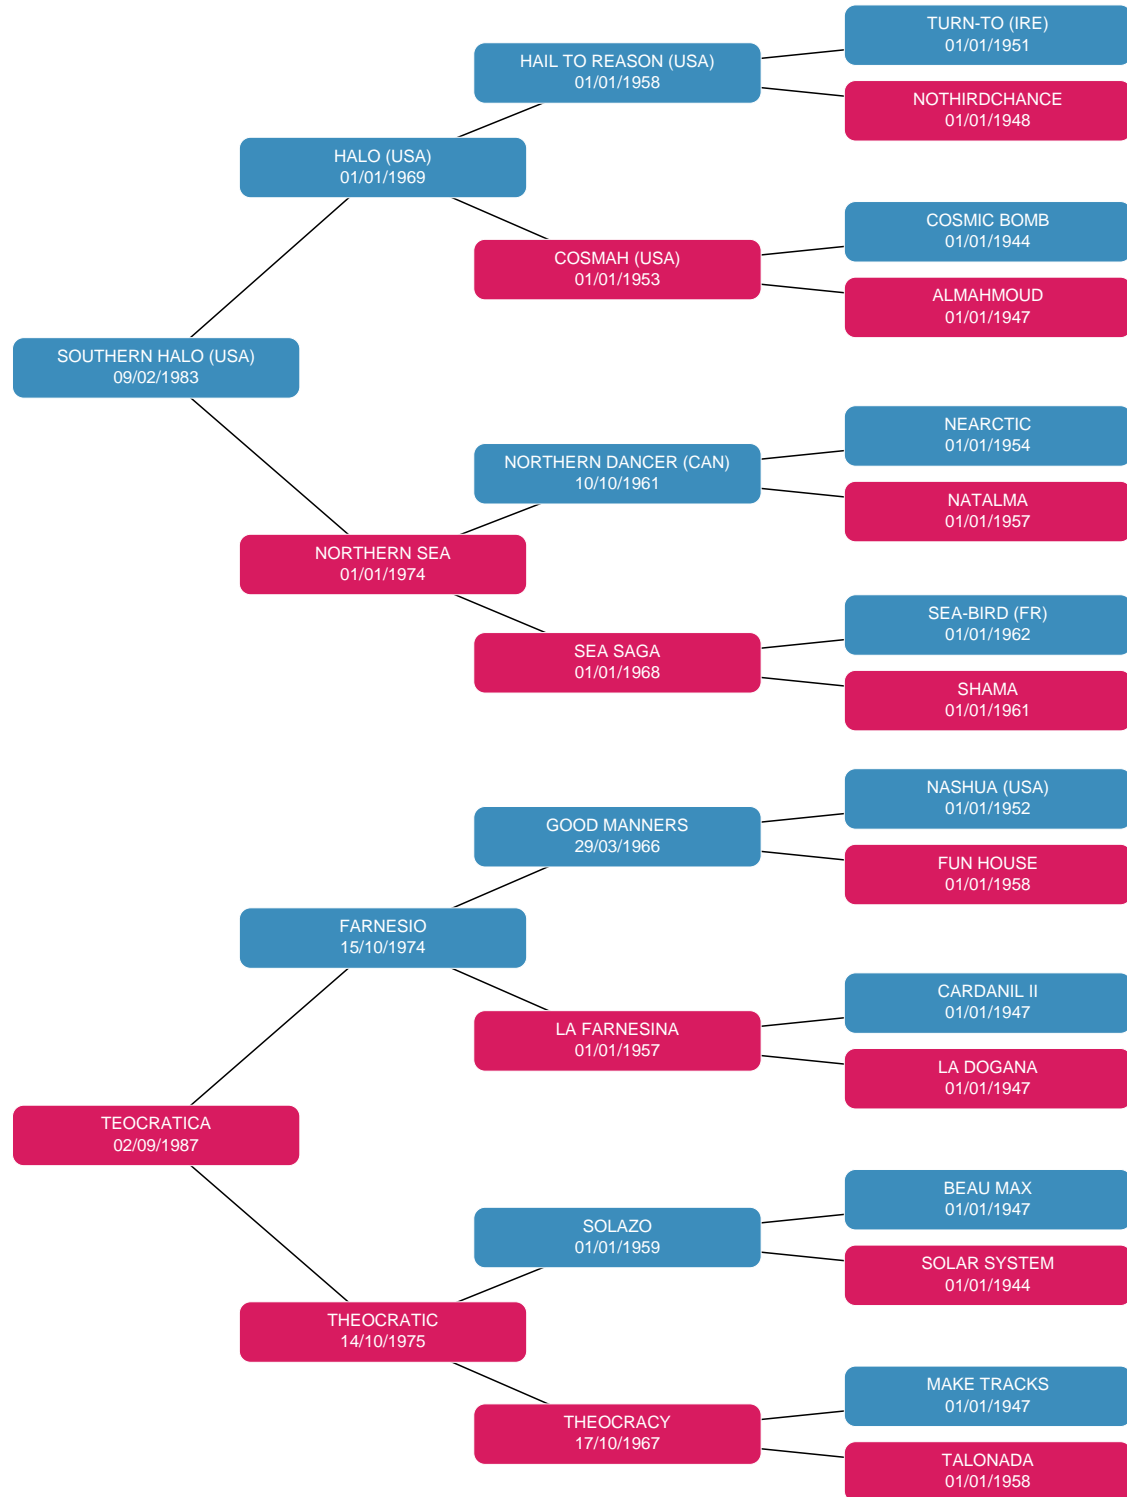 TURN-TO (IRE)
01/01/1951
HAIL TO REASON (USA)
01/01/1958
NOTHIRDCHANCE
01/01/1948
HALO (USA)
01/01/1969
COSMIC BOMB
01/01/1944
COSMAH (USA)
01/01/1953
ALMAHMOUD
01/01/1947
SOUTHERN HALO (USA)
09/02/1983
NEARCTIC
01/01/1954
NORTHERN DANCER (CAN)
10/10/1961
NATALMA
01/01/1957
NORTHERN SEA
01/01/1974
SEA-BIRD (FR)
01/01/1962
SEA SAGA
01/01/1968
SHAMA
01/01/1961
NASHUA (USA)
01/01/1952
GOOD MANNERS
29/03/1966
FUN HOUSE
01/01/1958
FARNESIO
15/10/1974
CARDANIL II
01/01/1947
LA FARNESINA
01/01/1957
LA DOGANA
01/01/1947
TEOCRATICA
02/09/1987
BEAU MAX
01/01/1947
SOLAZO
01/01/1959
SOLAR SYSTEM
01/01/1944
THEOCRATIC
14/10/1975
MAKE TRACKS
01/01/1947
THEOCRACY
17/10/1967
TALONADA
01/01/1958